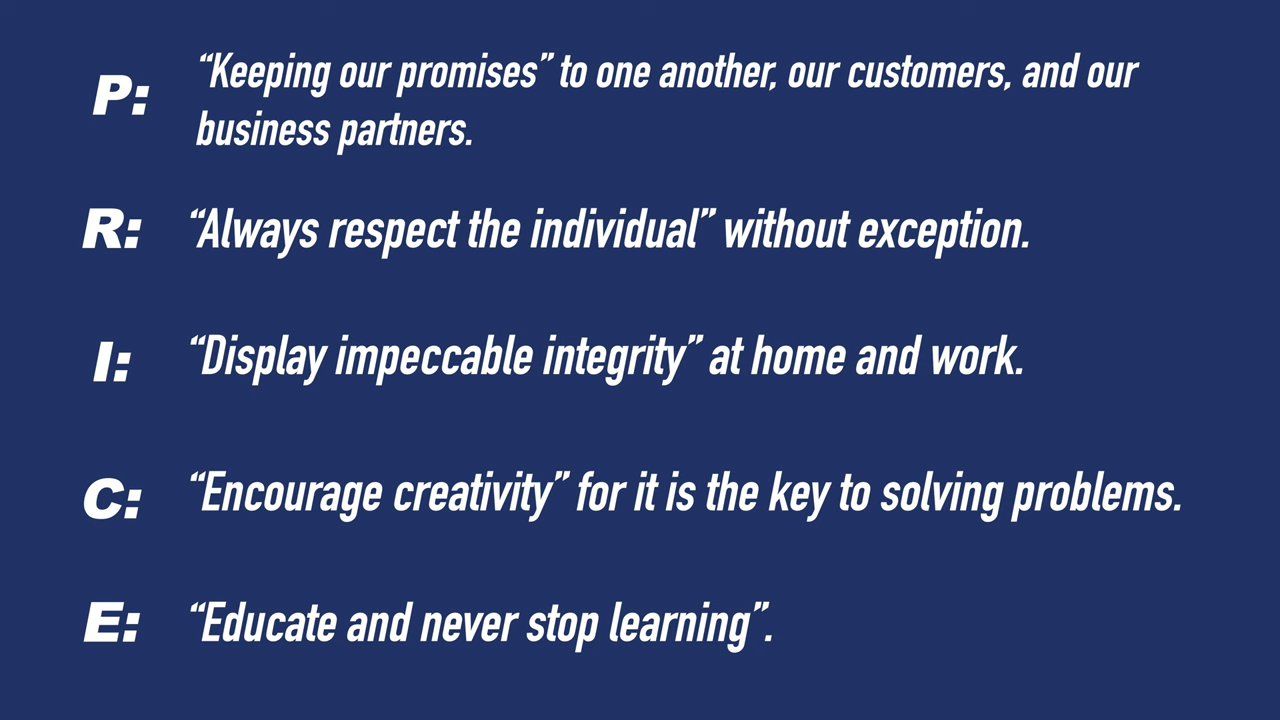 P: “Keeping our promises” to one another, our customers, and our
business partners.
R: “Always respect the individual” without exception.
I: “Display impeccable integrity” at home and work.
C: “Encourage creativity” for it is the key to solving problems.
E: “Educate and never stop learning”.